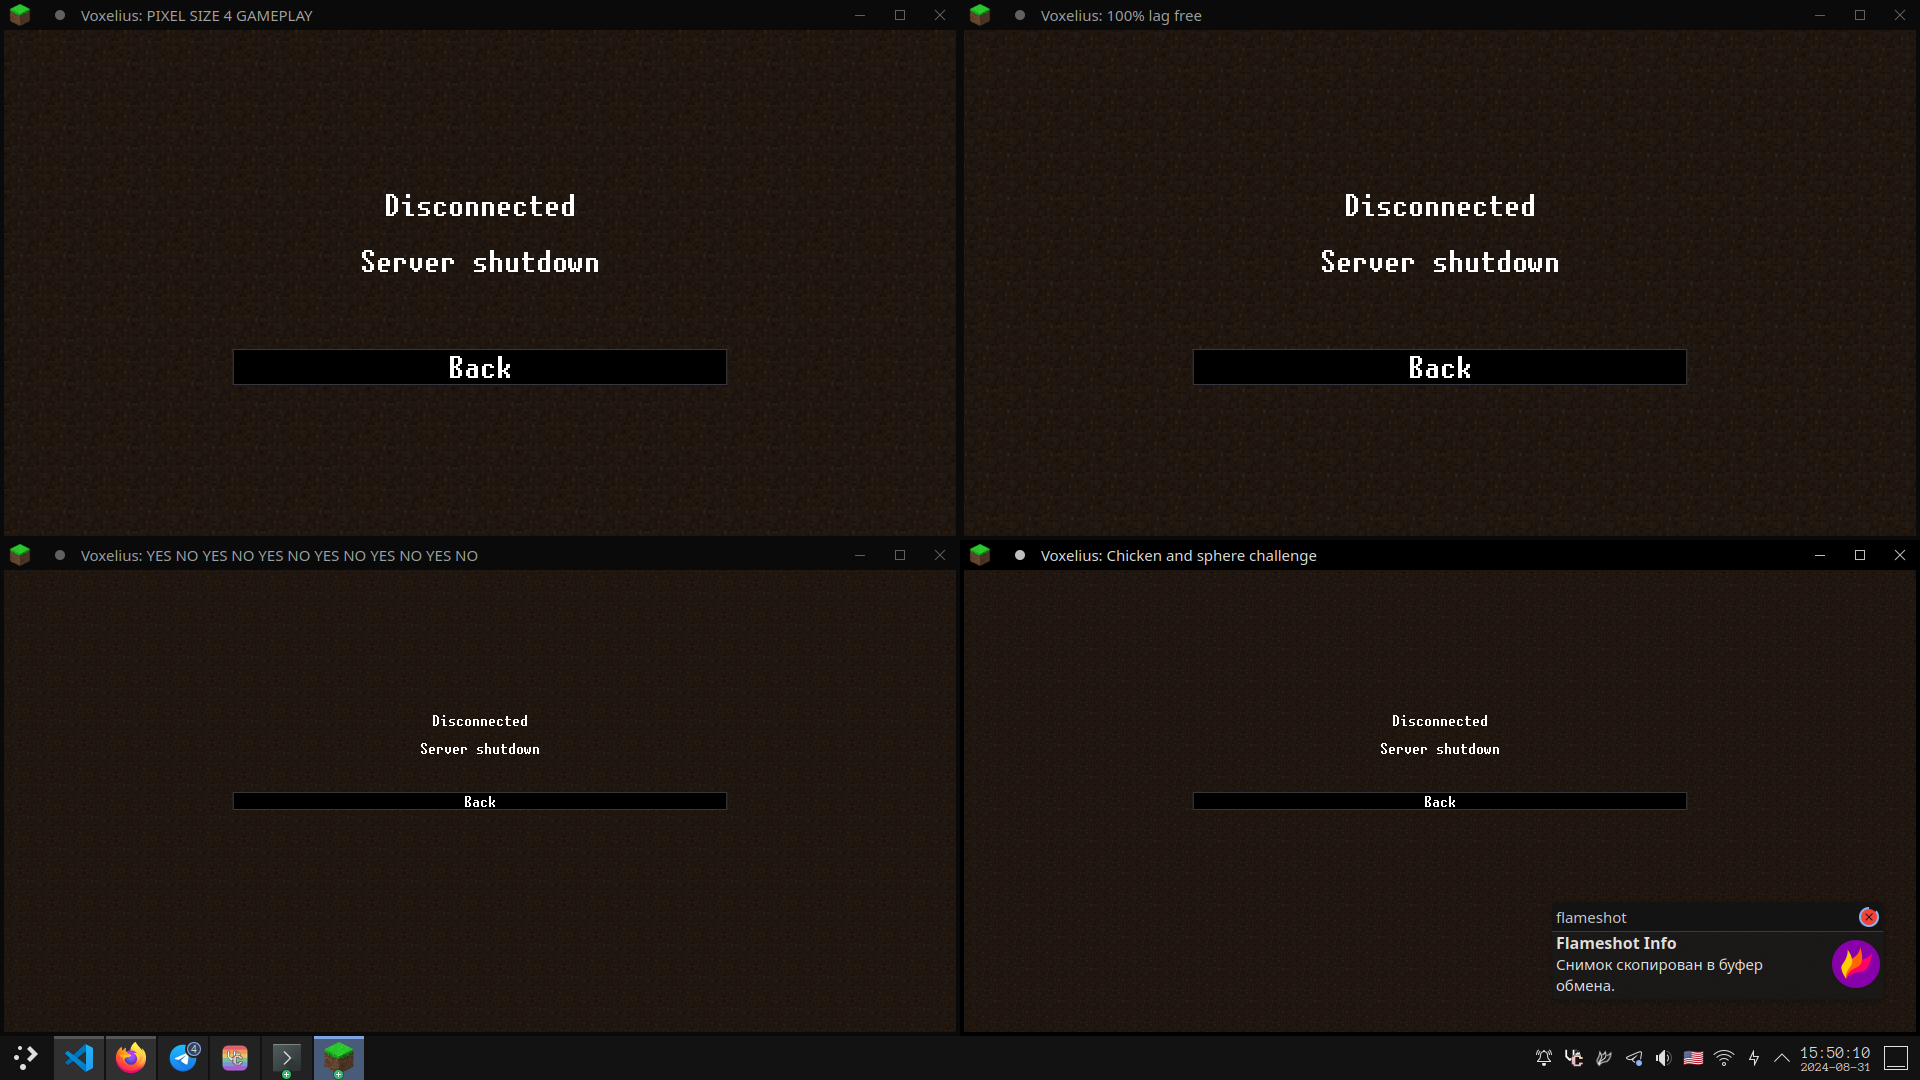 Voxelius: PIXEL SIZE 4 GAMEPLAY
Disconnected
Server shutdown
Back
Voxelius: 100% lag free
Disconnected
Server shutdown
Back
Voxelius: YES NO YES NO YES NO YES NO YES NO YES NO
Disconnected
Server shutdown
Back
Voxelius: Chicken and sphere challenge
Disconnected
Server shutdown
Back
flameshot
Flameshot Info
Снимок скопирован в буфер
обмена.
4
UC
15:50:10
2024-08-31